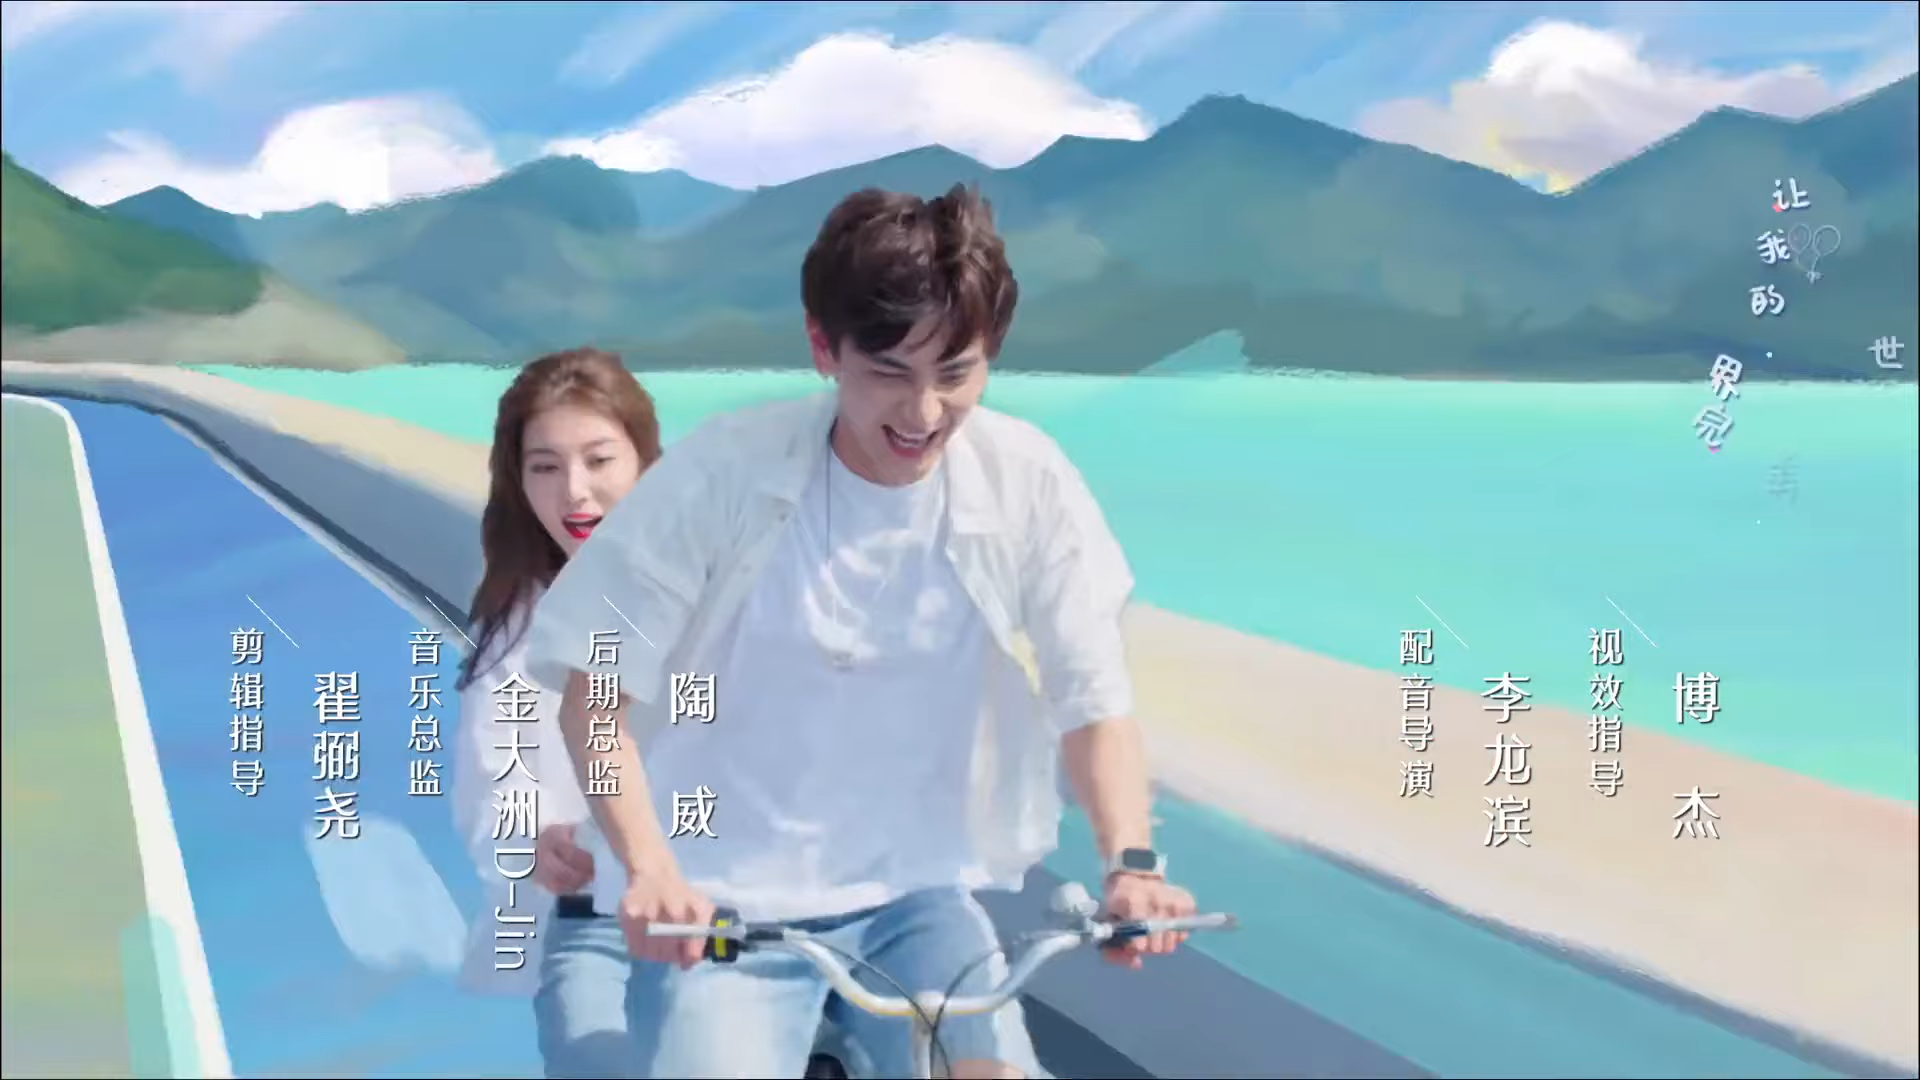 剪辑指导
翟弼尧
音乐总监
金大洲D-Jin
后期总监
陶威
配音导演
李龙滨
视效指导
博杰
让我的世界完